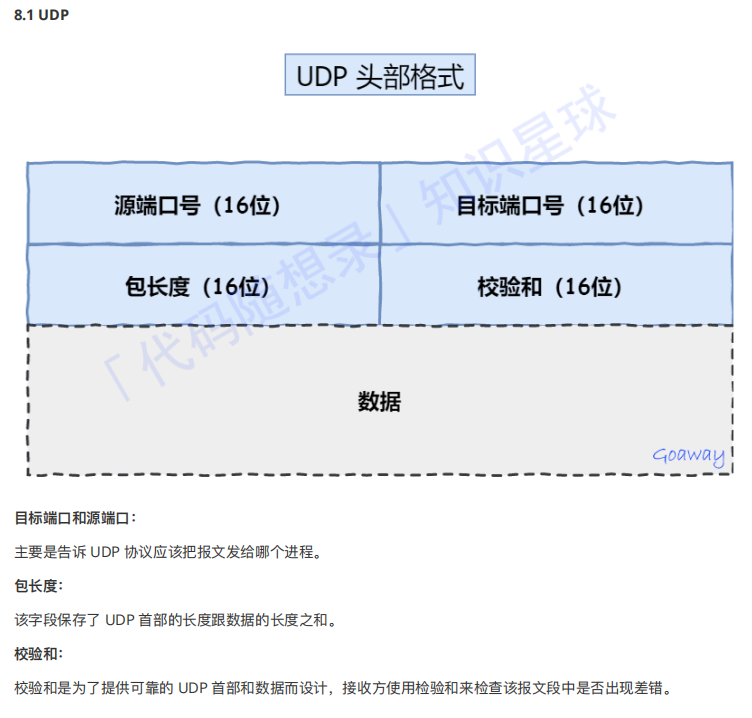 8.1 UDP
UDP 头部格式
源端口号（16位）
目标端口号（16位）
包长度（16位）
校验和（16位）
「代码随想录」知识星球
数据
Goaway
目标端口和源端口：
主要是告诉 UDP 协议应该把报文发给哪个进程。
包长度：
该字段保存了 UDP 首部的长度跟数据的长度之和。
校验和：
校验和是为了提供可靠的 UDP 首部和数据而设计，接收方使用检验和来检查该报文段中是否出现差错。